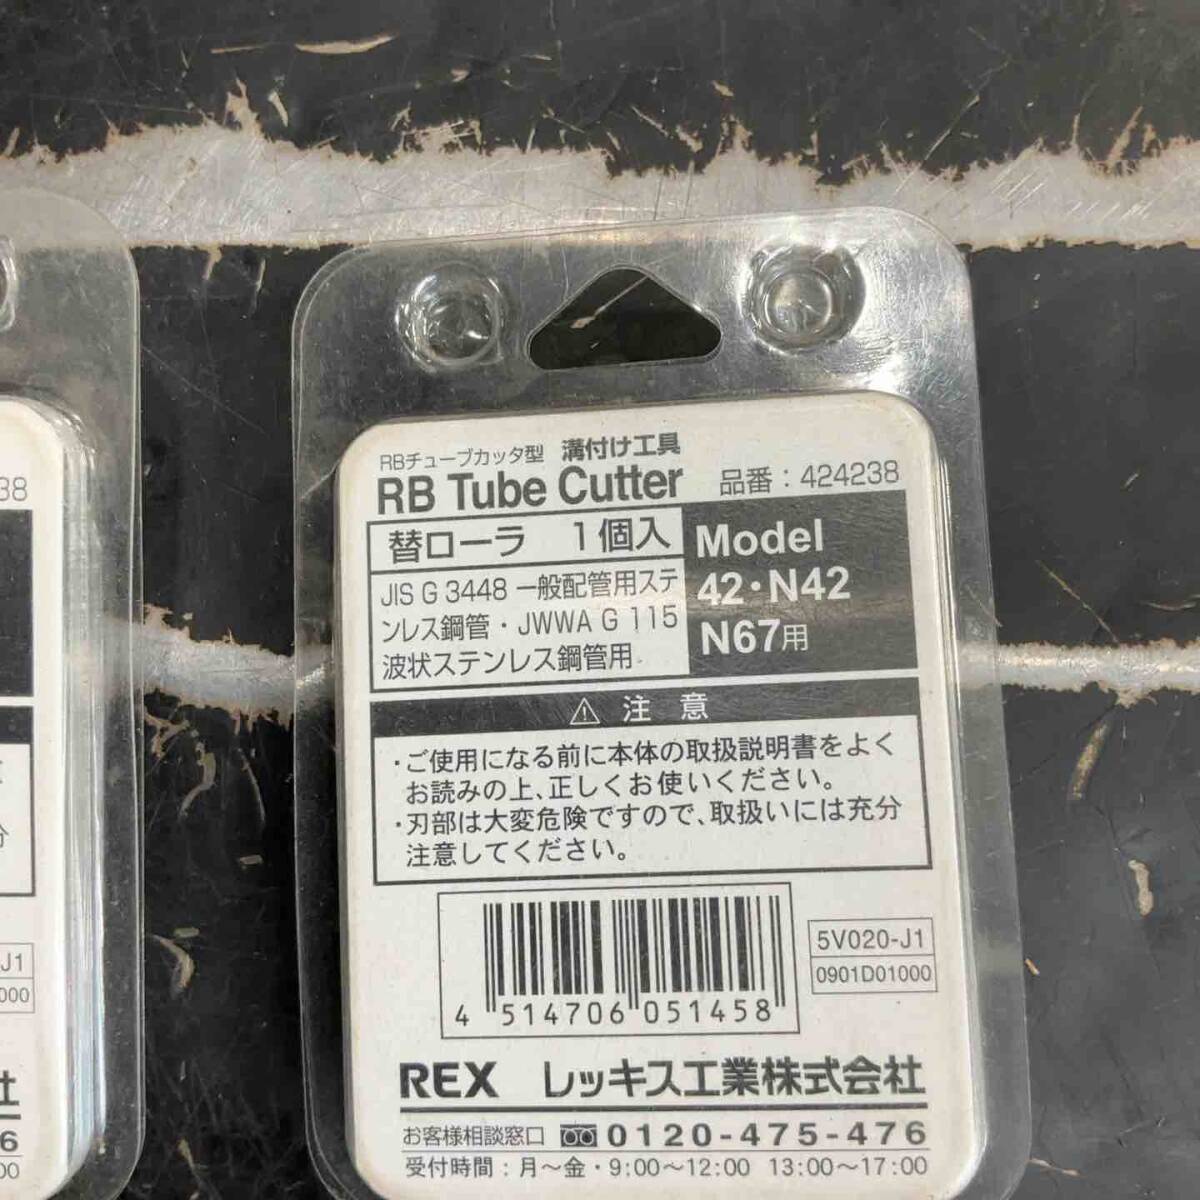 RBチューブカッタ型 溝付け工具
RB Tube Cutter 品番：424238
替ローラ 1個入
Model
42・N42
N67用
JIS G 3448 一般配管用ステ
ンレス鋼管・JWWA G 115
波状ステンレス鋼管用
⚠ 注意
・ご使用になる前に本体の取扱説明書をよく
お読みの上、正しくお使いください。
・刃部は大変危険ですので、取扱いには充分
注意してください。
5V020-J1
0901D01000
4 514706 051458
REX レッキス工業株式会社
お客様相談窓口 0120-475-476
受付時間：月～金・9:00～12:00 13:00～17:00
38
分
J1
000
社
6
00